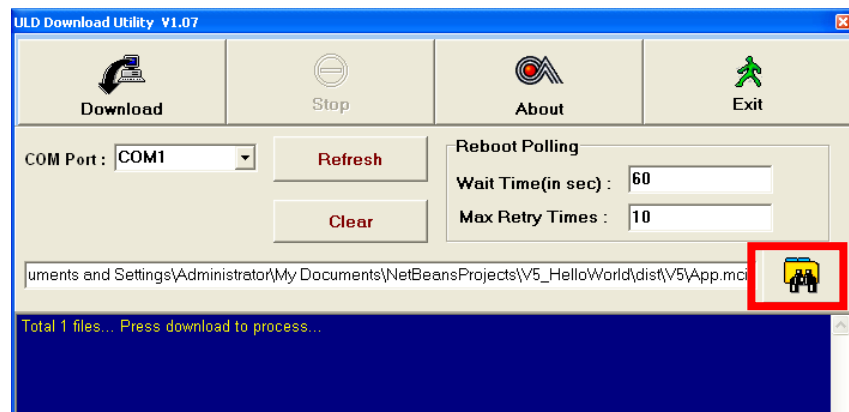 ULD Download Utility V1.07
Download
Stop
About
Exit
COM Port : COM1
Refresh
Clear
Reboot Polling
Wait Time(in sec) : 60
Max Retry Times : 10
uments and Settings\Administrator\My Documents\NetBeansProjects\V5_HelloWorld\dist\V5\App.mci
Total 1 files... Press download to process...